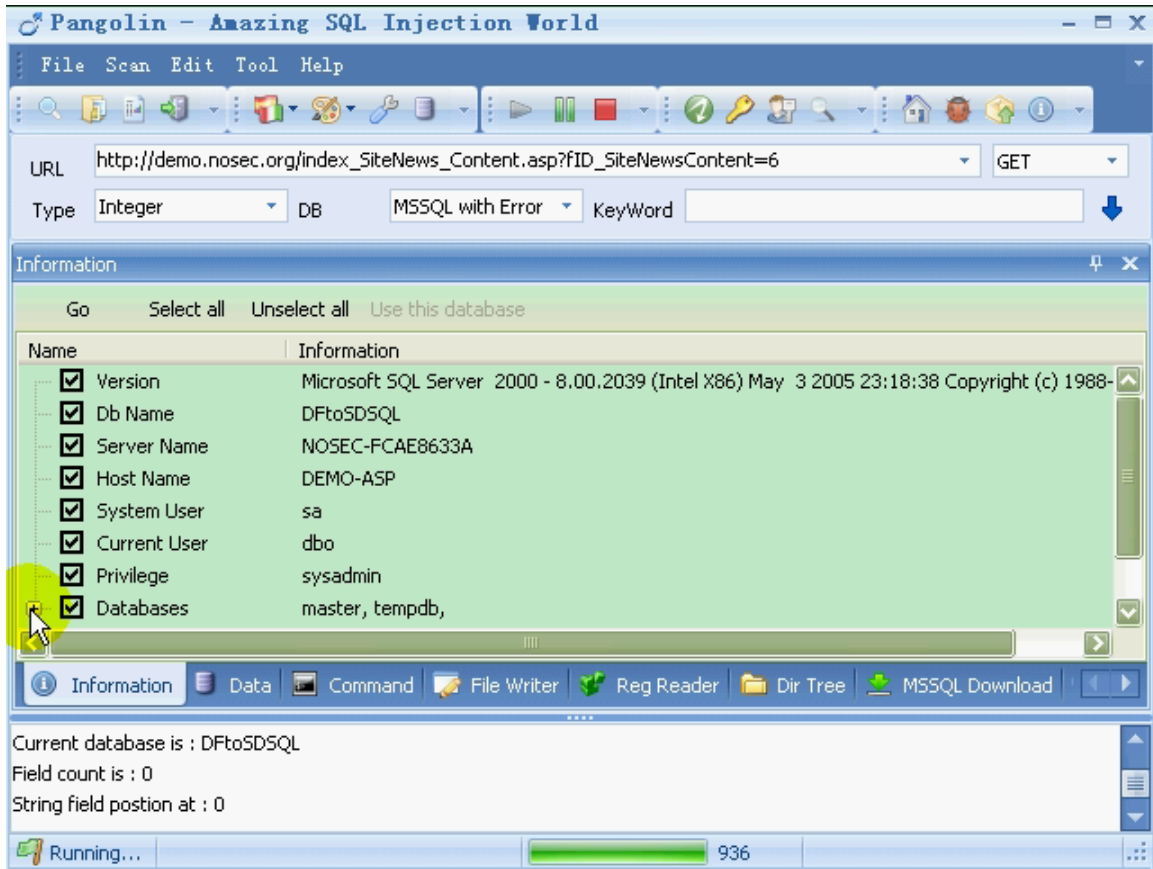 Pangolin - Amazing SQL Injection World
File Scan Edit Tool Help
URL http://demo.nosec.org/index_SiteNews_Content.asp?fID_SiteNewsContent=6 GET
Type Integer DB MSSQL with Error KeyWord
Information
Go Select all Unselect all Use this database
Name Information
Version Microsoft SQL Server 2000 - 8.00.2039 (Intel X86) May 3 2005 23:18:38 Copyright (c) 1988-
Db Name DFtoSDSQL
Server Name NOSEC-FCAE8633A
Host Name DEMO-ASP
System User sa
Current User dbo
Privilege sysadmin
Databases master, tempdb,
Information Data Command File Writer Reg Reader Dir Tree MSSQL Download
Current database is : DFtoSDSQL
Field count is : 0
String field postion at : 0
Running... 936